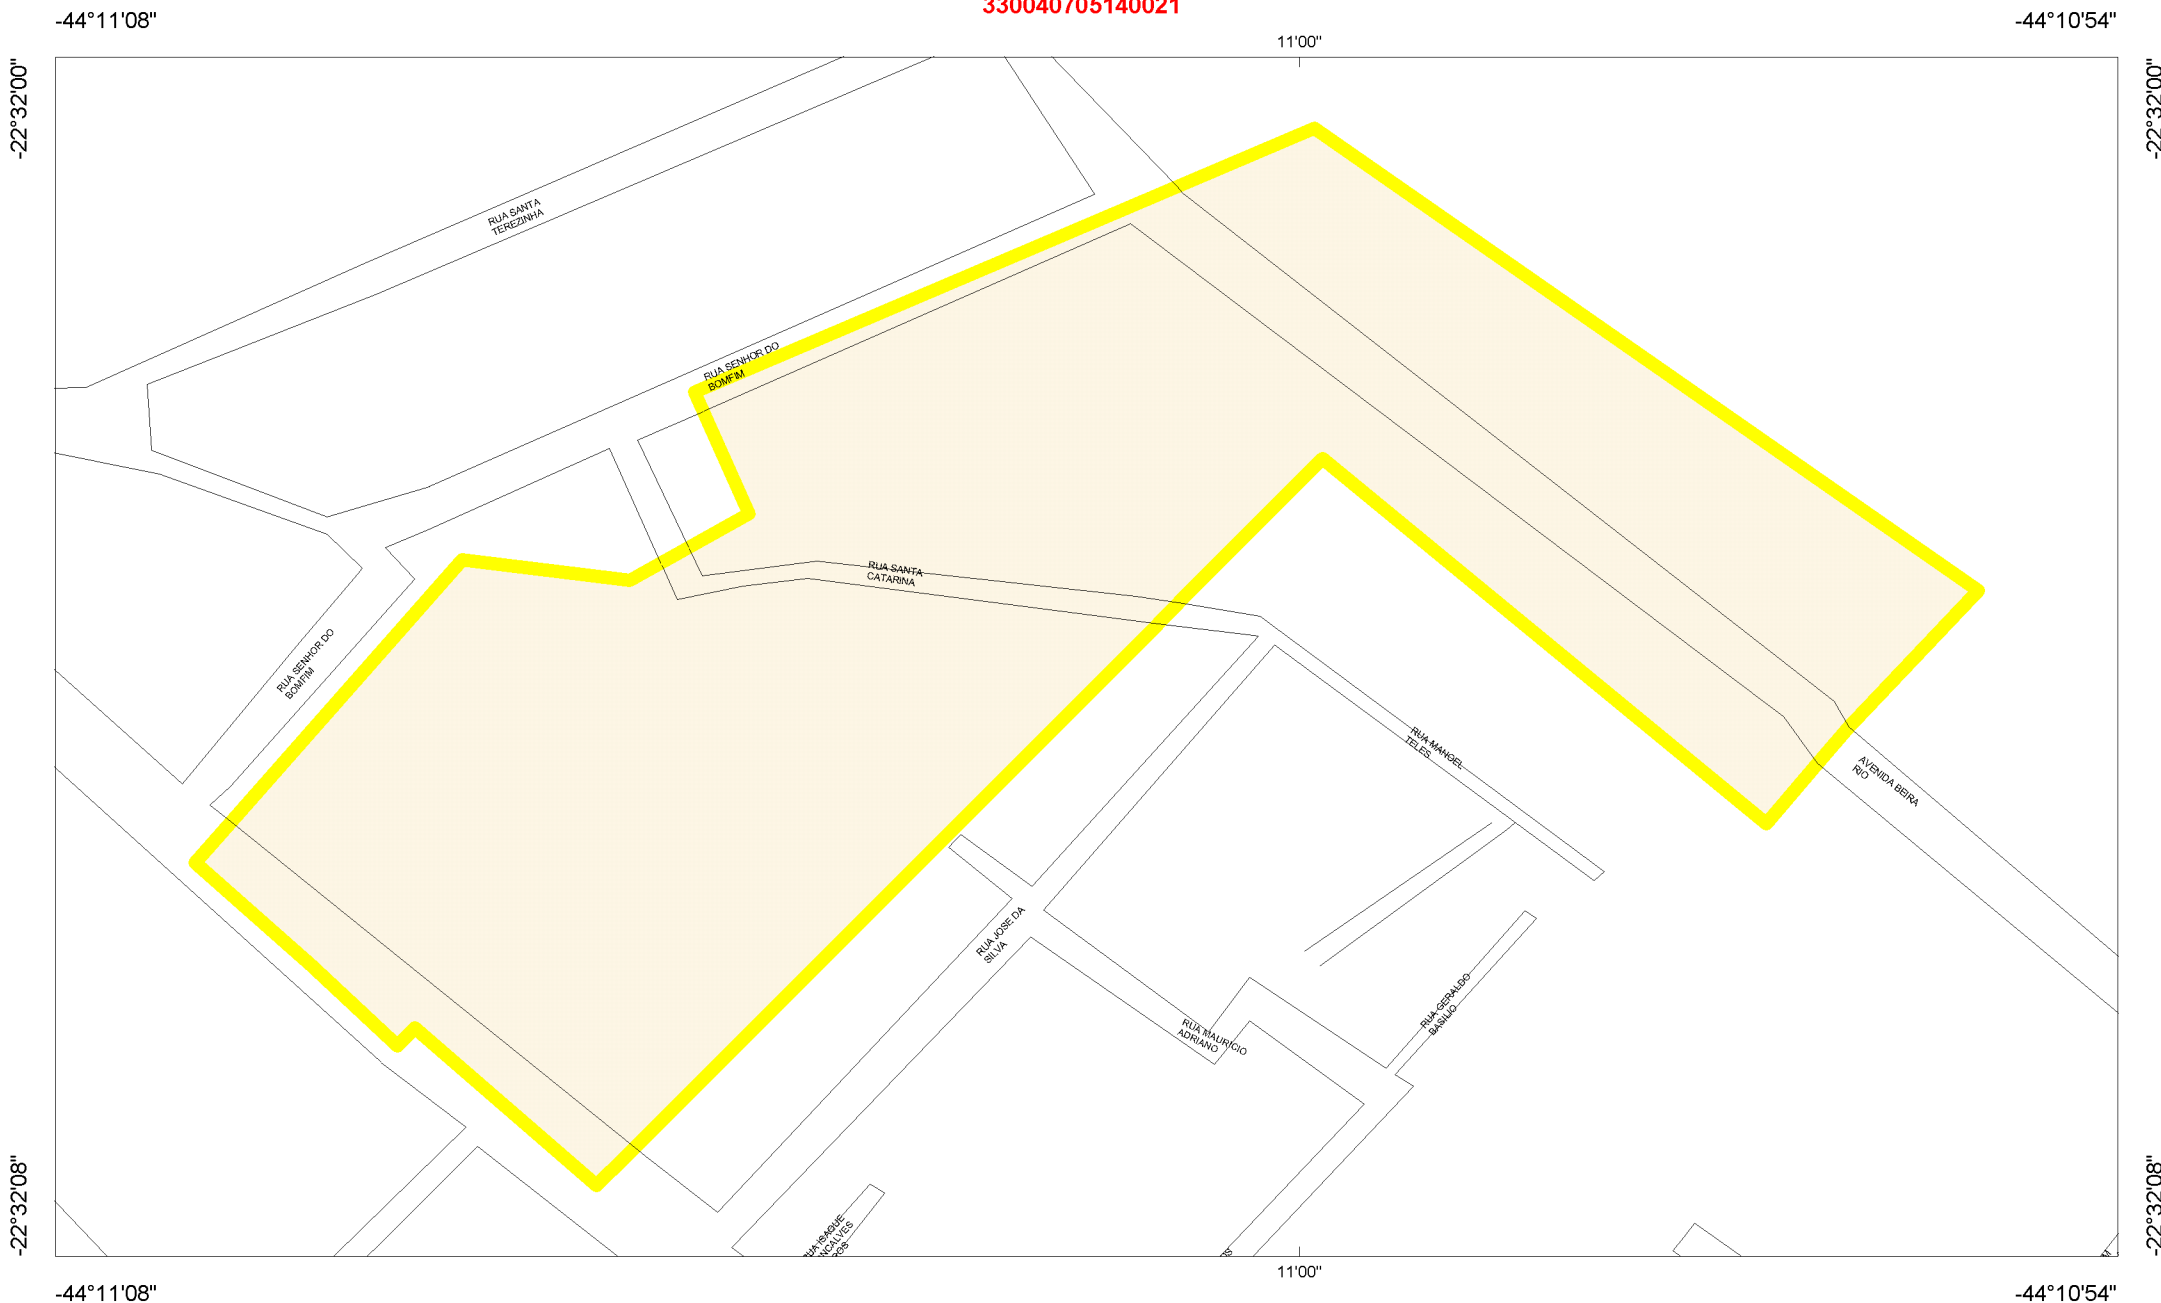 330040705140021
-44°11'08"
-44°10'54"
11'00"
-22°32'00"
-22°32'00"
RUA SANTA
TEREZINHA
RUA SENHOR DO
BOMFIM
RUA SANTA
CATARINA
RUA SENHOR DO
BOMFIM
RUA MANOEL
TELES
AVENIDA BEIRA
RIO
RUA JOSE DA
SILVA
RUA GERALDO
BASILIO
RUA MAURICIO
ADRIANO
-22°32'08"
-22°32'08"
RUA ISAQUE
11'00"
-44°11'08"
-44°10'54"